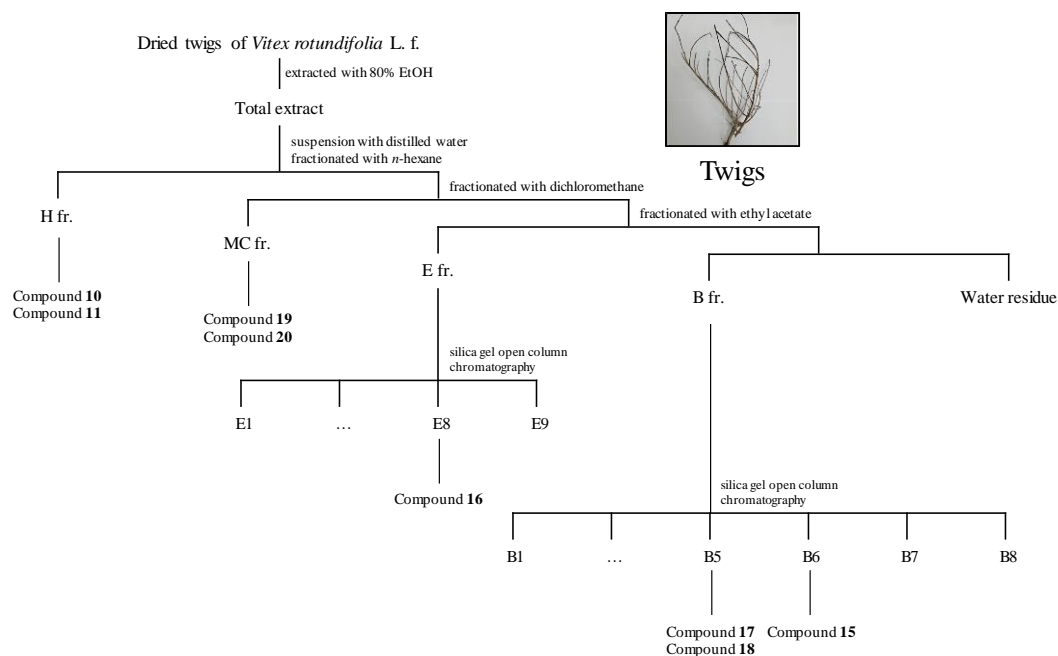 Dried twigs of Vitex rotundifolia L. f.
extracted with 80% EtOH
Total extract
suspension with distilled water
fractionated with n-hexane
Twigs
fractionated with dichloromethane
H fr.
fractionated with ethyl acetate
MC fr.
E fr.
B fr.
Water residue
Compound 10
Compound 11
Compound 19
Compound 20
silica gel open column
chromatography
E1 … E8 E9
Compound 16
silica gel open column
chromatography
B1 … B5 B6 B7 B8
Compound 17 Compound 15
Compound 18